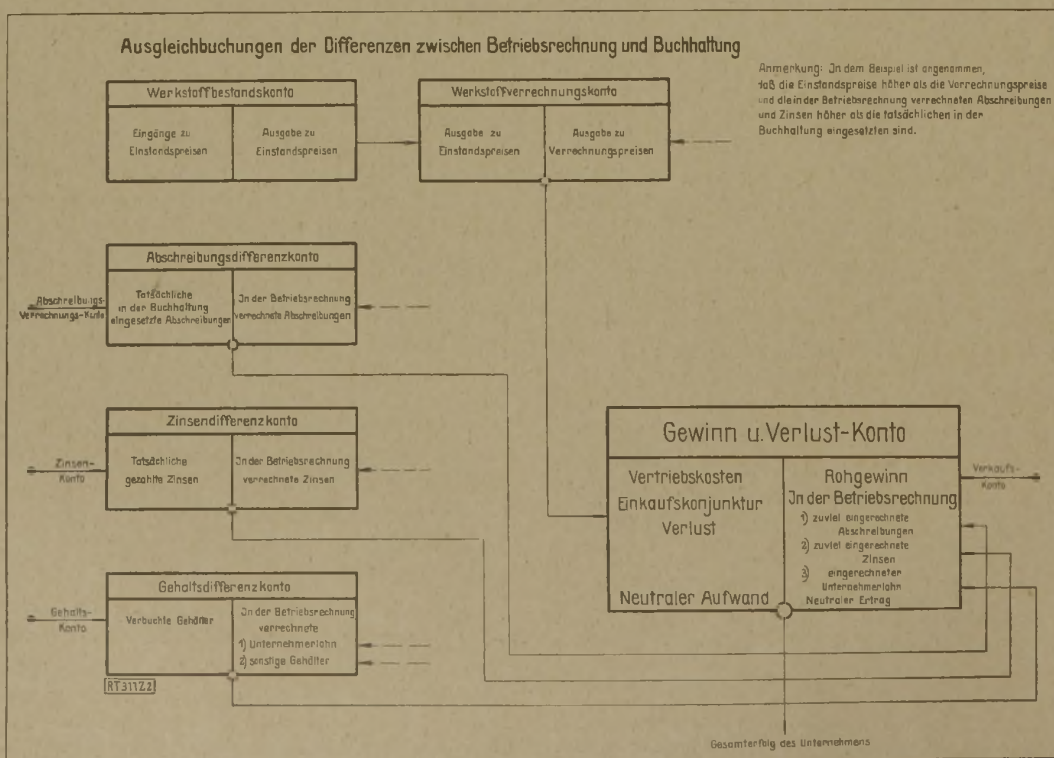 Ausgleichbuchungen der Differenzen zwischen Betriebsrechnung und Buchhaltung
Anmerkung: In dem Beispiel ist angenommen,
daß die Einstandspreise höher als die Verrechnungspreise
und die in der Betriebsrechnung verrechneten Abschreibungen
und Zinsen höher als die tatsächlichen in der
Buchhaltung eingesetzten sind.
Werkstoffbestandskonto
Eingänge zu
Einstandspreisen
Ausgabe zu
Einstandspreisen
Werkstoffverrechnungskonto
Ausgabe zu
Einstandspreisen
Ausgabe zu
Verrechnungspreisen
Abschreibungsdifferenzkonto
Abschreibungs-
Verrechnungs-Konto
Tatsächliche
in der Buchhaltung
eingesetzte Abschreibungen
In der Betriebsrechnung
verrechnete Abschreibungen
Zinsendifferenzkonto
Zinsen-
Konto
Tatsächliche
gezahlte Zinsen
In der Betriebsrechnung
verrechnete Zinsen
Gehaltsdifferenzkonto
Gehalts-
Konto
Verbuchte Gehälter
In der Betriebsrechnung
verrechnete
1) Unternehmerlohn
2) sonstige Gehälter
RT311Z2
Gewinn u. Verlust-Konto
Vertriebskosten
Einkaufskonjunktur
Verlust
Neutraler Aufwand
Rohgewinn
In der Betriebsrechnung
1) zuviel eingerechnete
Abschreibungen
2) zuviel eingerechnete
Zinsen
3) eingerechneter
Unternehmerlohn
Neutraler Ertrag
Verkaufs-
Konto
Gesamterfolg des Unternehmens